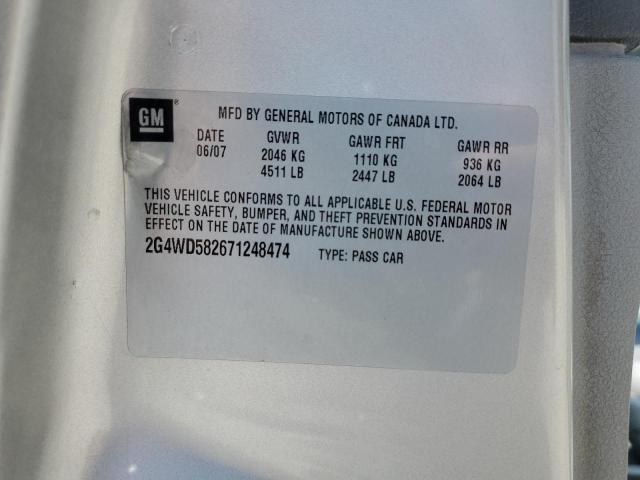 GM ®
MFD BY GENERAL MOTORS OF CANADA LTD.
DATE GVWR GAWR FRT GAWR RR
06/07 2046 KG 1110 KG 936 KG
4511 LB 2447 LB 2064 LB
THIS VEHICLE CONFORMS TO ALL APPLICABLE U.S. FEDERAL MOTOR
VEHICLE SAFETY, BUMPER, AND THEFT PREVENTION STANDARDS IN
EFFECT ON THE DATE OF MANUFACTURE SHOWN ABOVE.
2G4WD582671248474 TYPE: PASS CAR